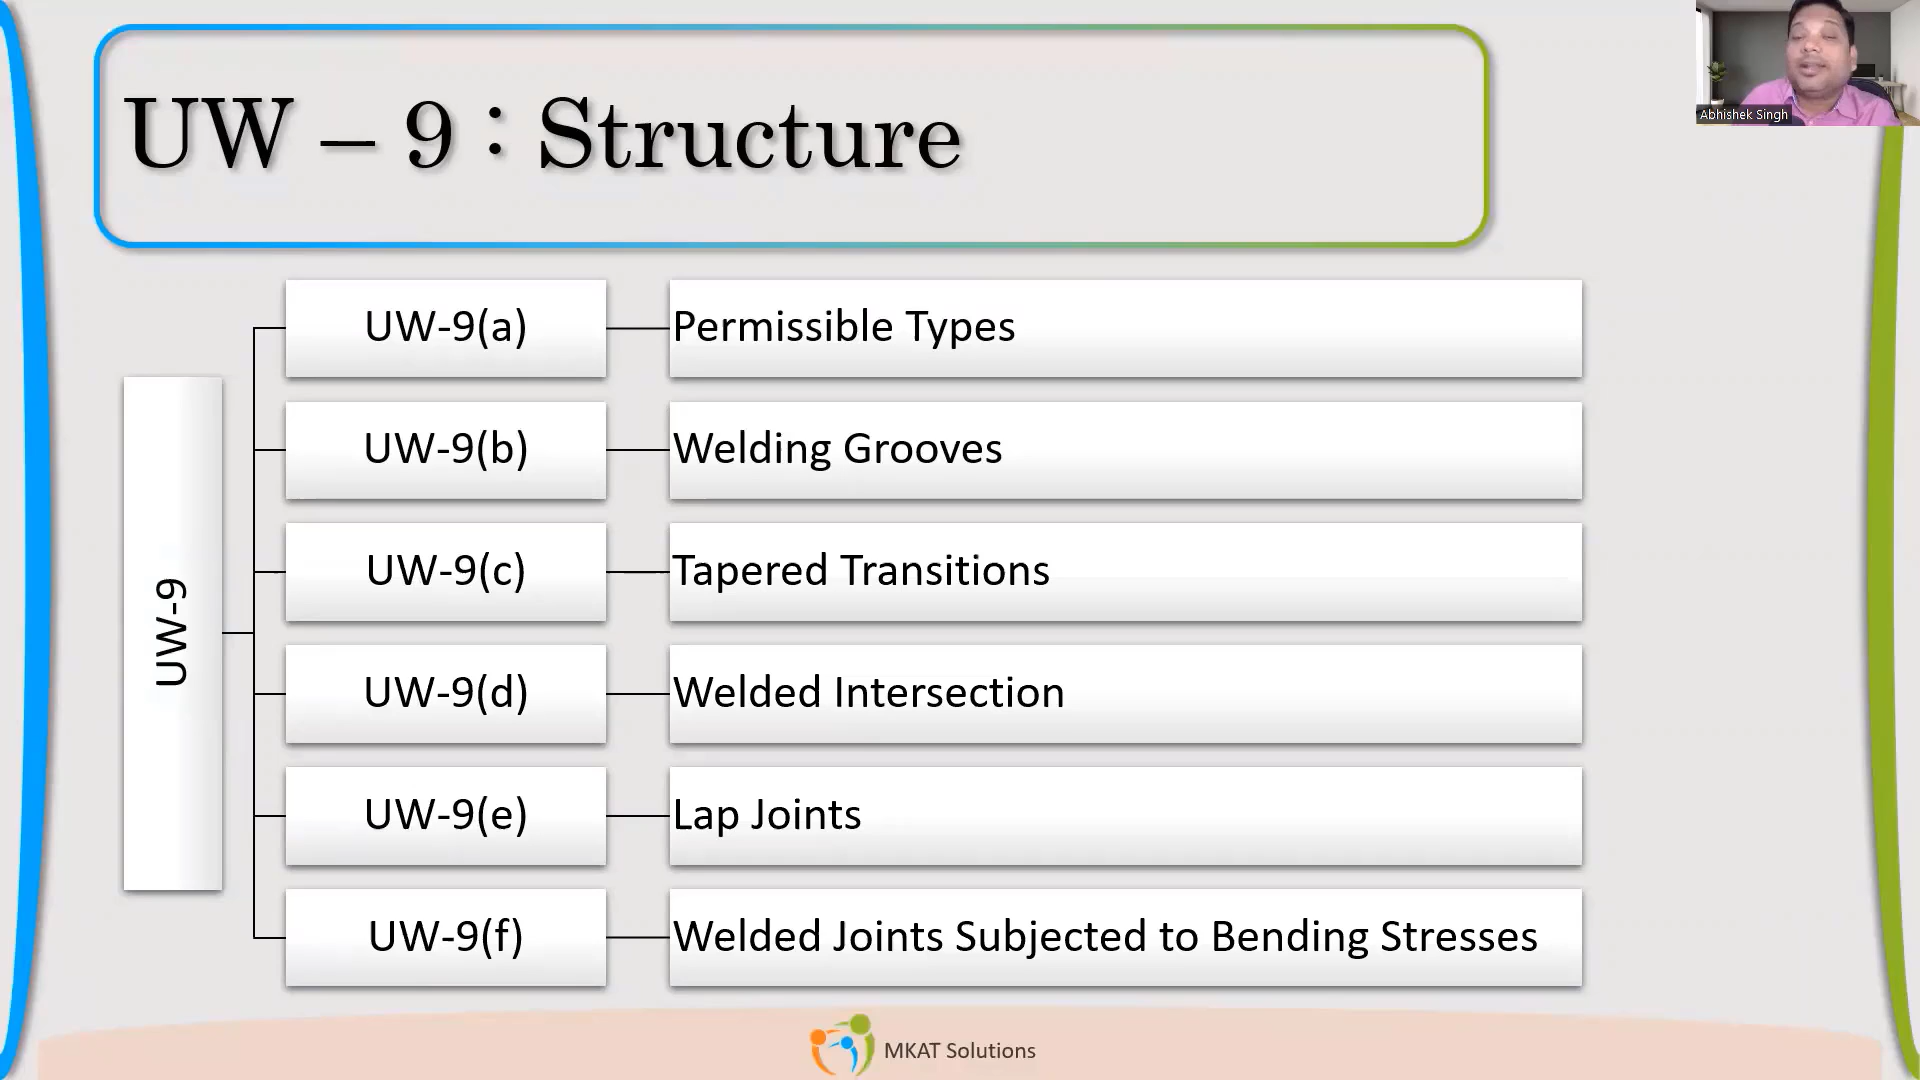 UW – 9 : Structure
Abhishek Singh
UW-9
UW-9(a) Permissible Types
UW-9(b) Welding Grooves
UW-9(c) Tapered Transitions
UW-9(d) Welded Intersection
UW-9(e) Lap Joints
UW-9(f) Welded Joints Subjected to Bending Stresses
MKAT Solutions